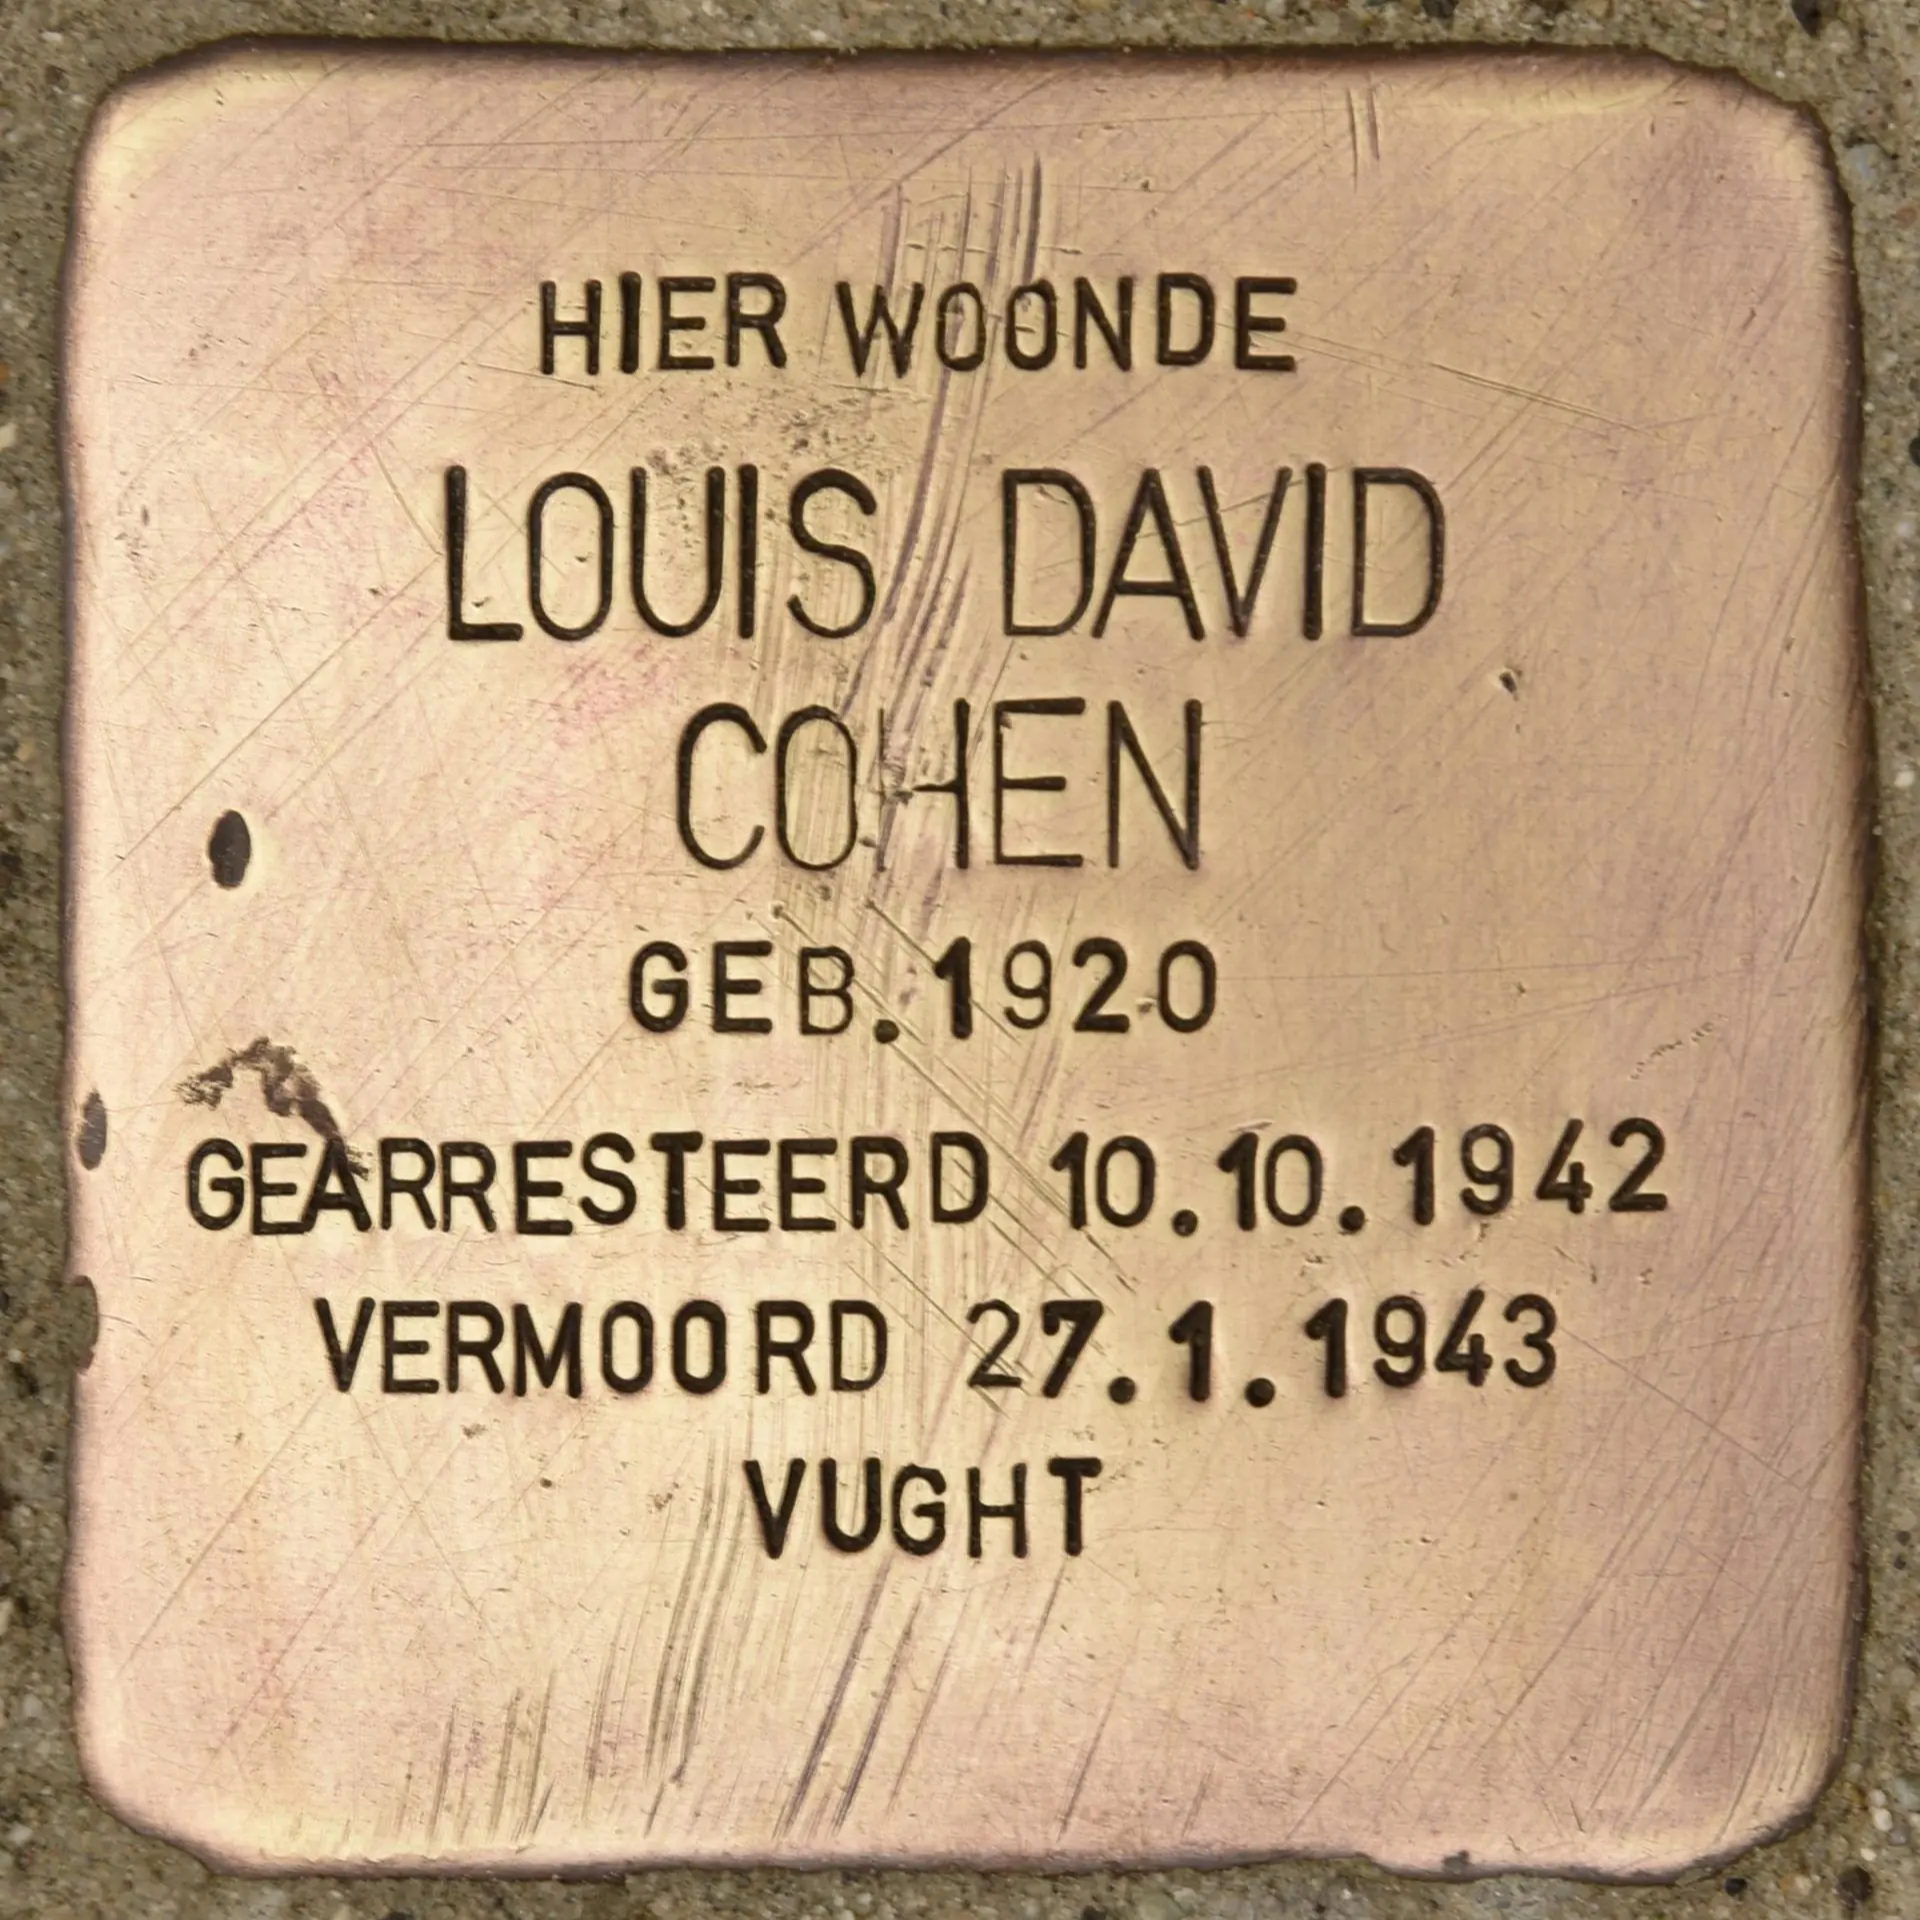 HIER WOONDE
LOUIS DAVID
COHEN
GEB. 1920
GEARRESTEERD 10.10.1942
VERMOORD 27.1.1943
VUGHT